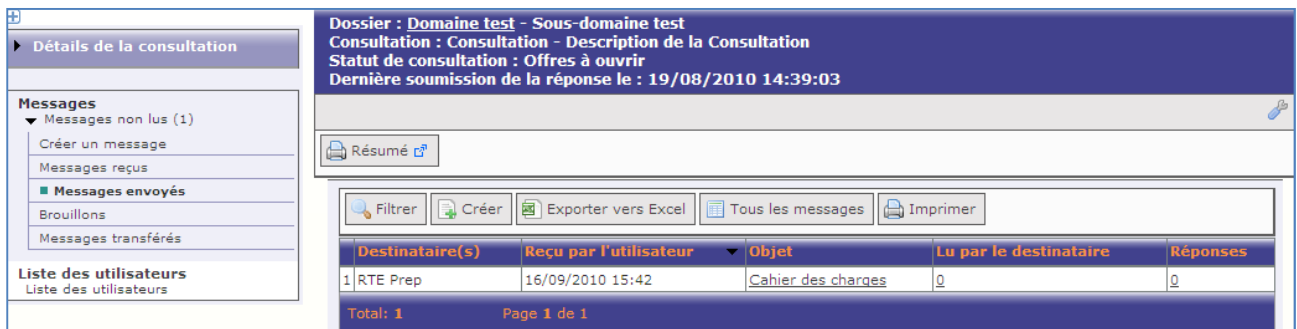 Détails de la consultation
Messages
Messages non lus (1)
Créer un message
Messages reçus
Messages envoyés
Brouillons
Messages transférés
Liste des utilisateurs
Liste des utilisateurs
Dossier : Domaine test - Sous-domaine test
Consultation : Consultation - Description de la Consultation
Statut de consultation : Offres à ouvrir
Dernière soumission de la réponse le : 19/08/2010 14:39:03
Résumé
Filtrer Créer Exporter vers Excel Tous les messages Imprimer
Destinataire(s) Reçu par l'utilisateur Objet Lu par le destinataire Réponses
1 RTE Prep 16/09/2010 15:42 Cahier des charges 0 0
Total: 1 Page 1 de 1